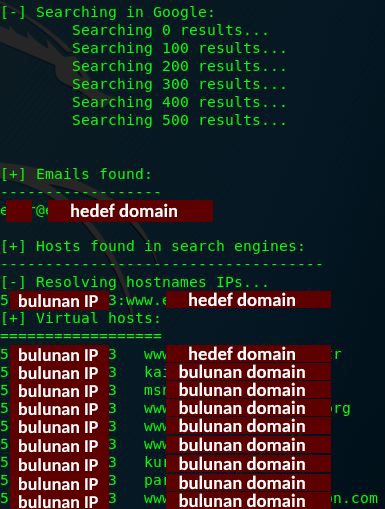 [-] Searching in Google:
Searching 0 results...
Searching 100 results...
Searching 200 results...
Searching 300 results...
Searching 400 results...
Searching 500 results...
[+] Emails found:
------------------
e r@e hedef domain
[+] Hosts found in search engines:
------------------------------------
[-] Resolving hostnames IPs...
5 bulunan IP 3:www.e hedef domain
[+] Virtual hosts:
==================
5 bulunan IP 3 www hedef domain tr
5 bulunan IP 3 kai bulunan domain
5 bulunan IP 3 msn bulunan domain
5 bulunan IP 3 www bulunan domain org
5 bulunan IP 3 www bulunan domain
5 bulunan IP 3 www bulunan domain
5 bulunan IP 3 kur bulunan domain
5 bulunan IP 3 par bulunan domain
5 bulunan IP 3 www bulunan domain on.com